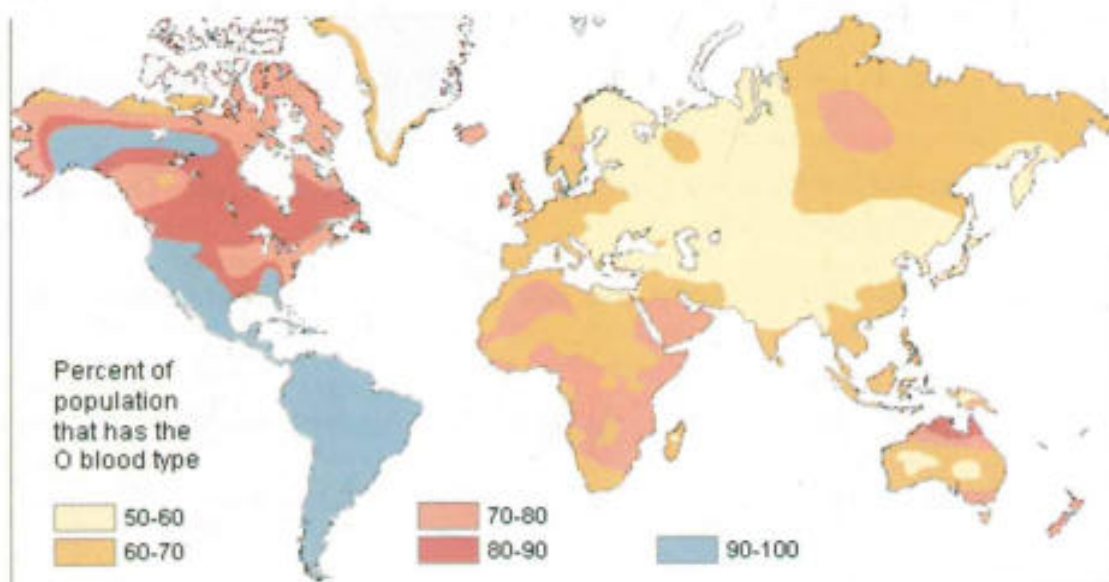 Percent of
population
that has the
O blood type
50-60
60-70
70-80
80-90
90-100